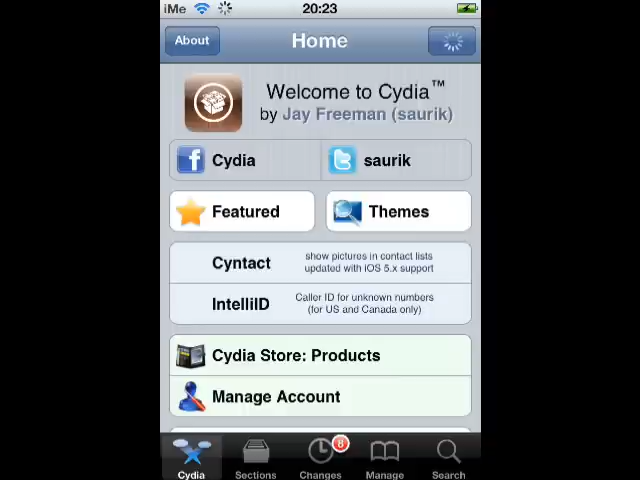 iMe 20:23
About Home
Welcome to Cydia™
by Jay Freeman (saurik)
Cydia saurik
Featured Themes
Cyntact show pictures in contact lists
updated with iOS 5.x support
IntelliID Caller ID for unknown numbers
(for US and Canada only)
Cydia Store: Products
Manage Account
8
Cydia Sections Changes Manage Search